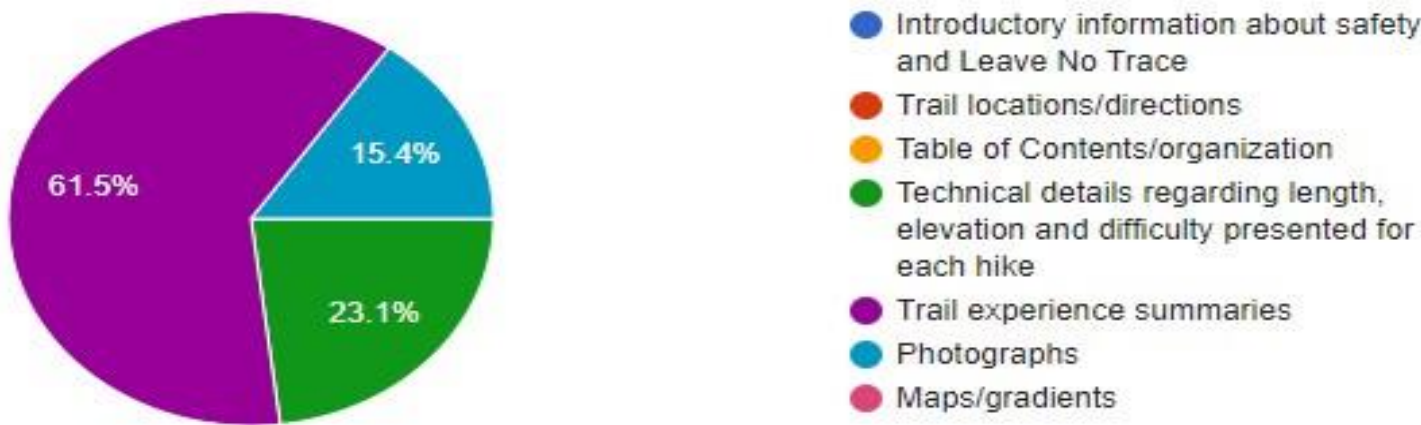 61.5%
15.4%
23.1%
Introductory information about safety
and Leave No Trace
Trail locations/directions
Table of Contents/organization
Technical details regarding length,
elevation and difficulty presented for
each hike
Trail experience summaries
Photographs
Maps/gradients